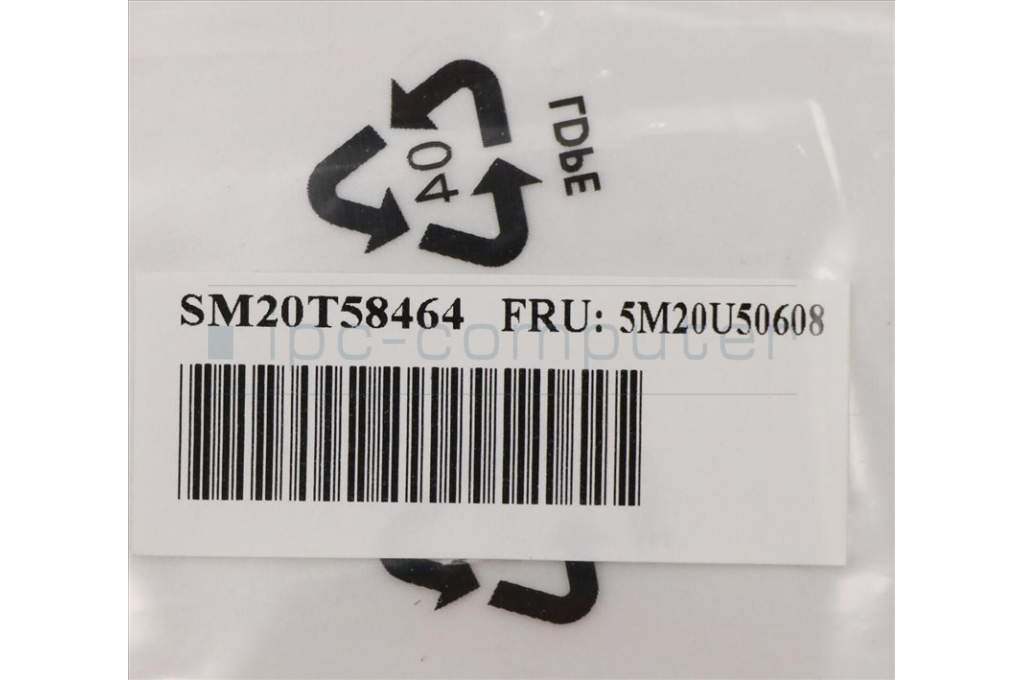 04
LDPE
SM20T58464 FRU: 5M20U50608
ipc-computer